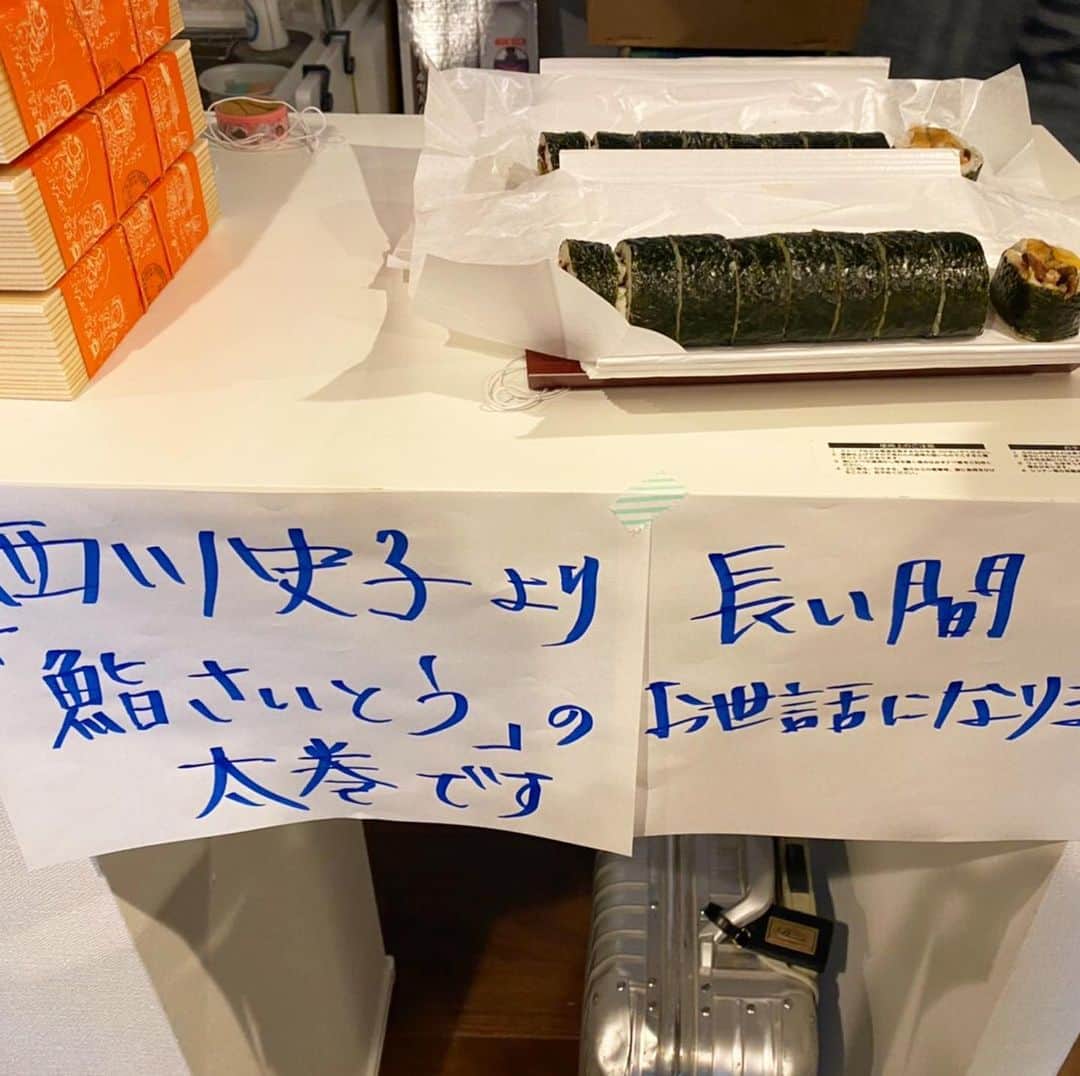 西川史子より
「鮨さいとう」の
太巻です
長い間
お世話になりま